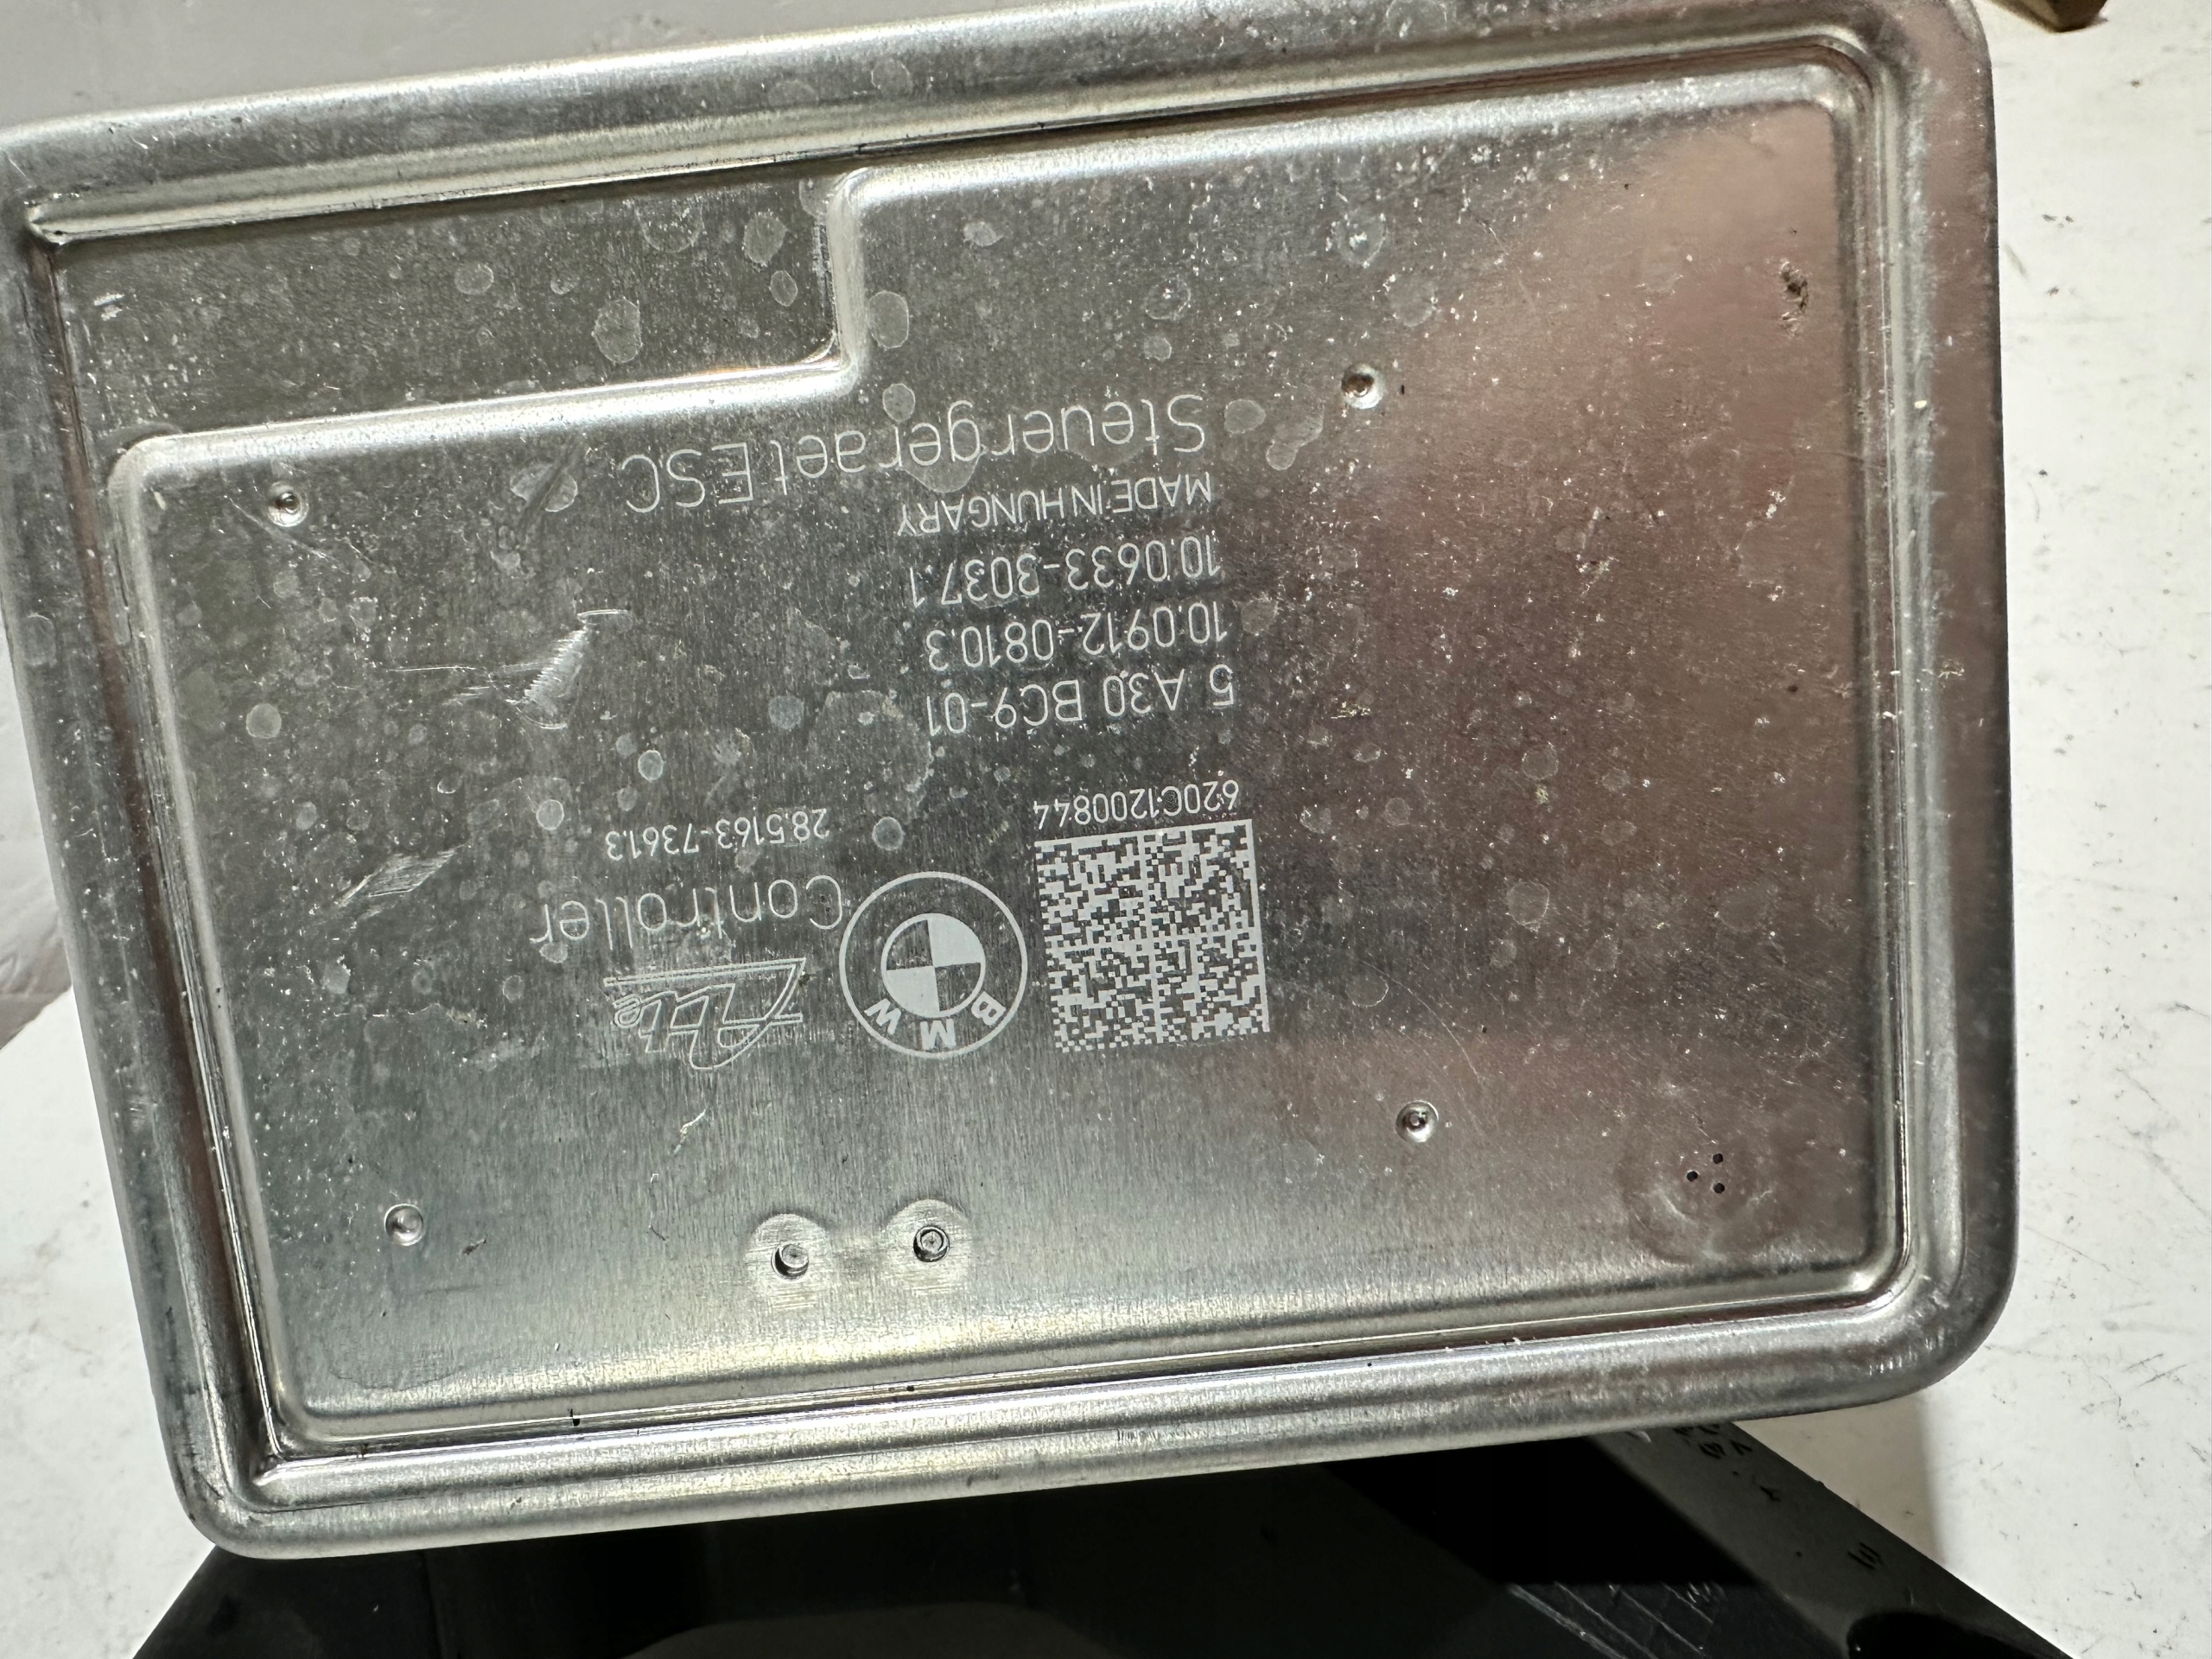 Ate
BMW
Controller
28.5163-7361.3
620C1200844
5 A30 BC9-01
10.0912-0810.3
10.0633-3037.1
MADE IN HUNGARY
Steuergeraet ESC